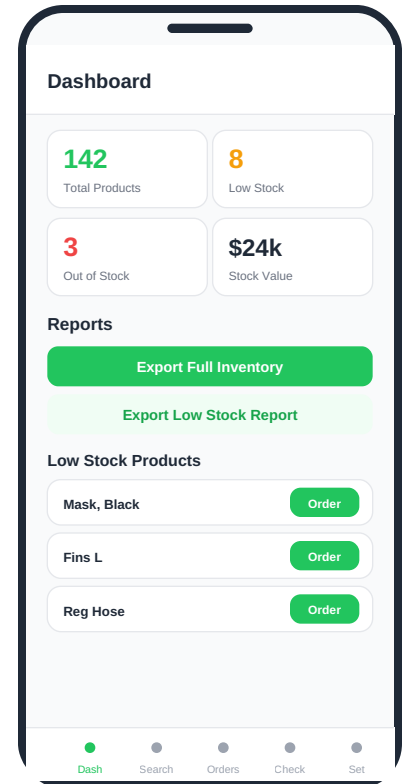 Dashboard
142
8
Total Products
Low Stock
3
$24k
Out of Stock
Stock Value
Reports
Export Full Inventory
Export Low Stock Report
Low Stock Products
Mask, Black
Order
Fins L
Order
Reg Hose
Order
Dash
Search
Orders
Check
Set